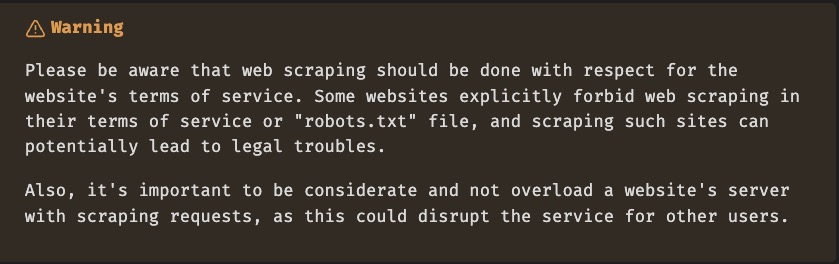 Warning
Please be aware that web scraping should be done with respect for the
website's terms of service. Some websites explicitly forbid web scraping in
their terms of service or "robots.txt" file, and scraping such sites can
potentially lead to legal troubles.
Also, it's important to be considerate and not overload a website's server
with scraping requests, as this could disrupt the service for other users.